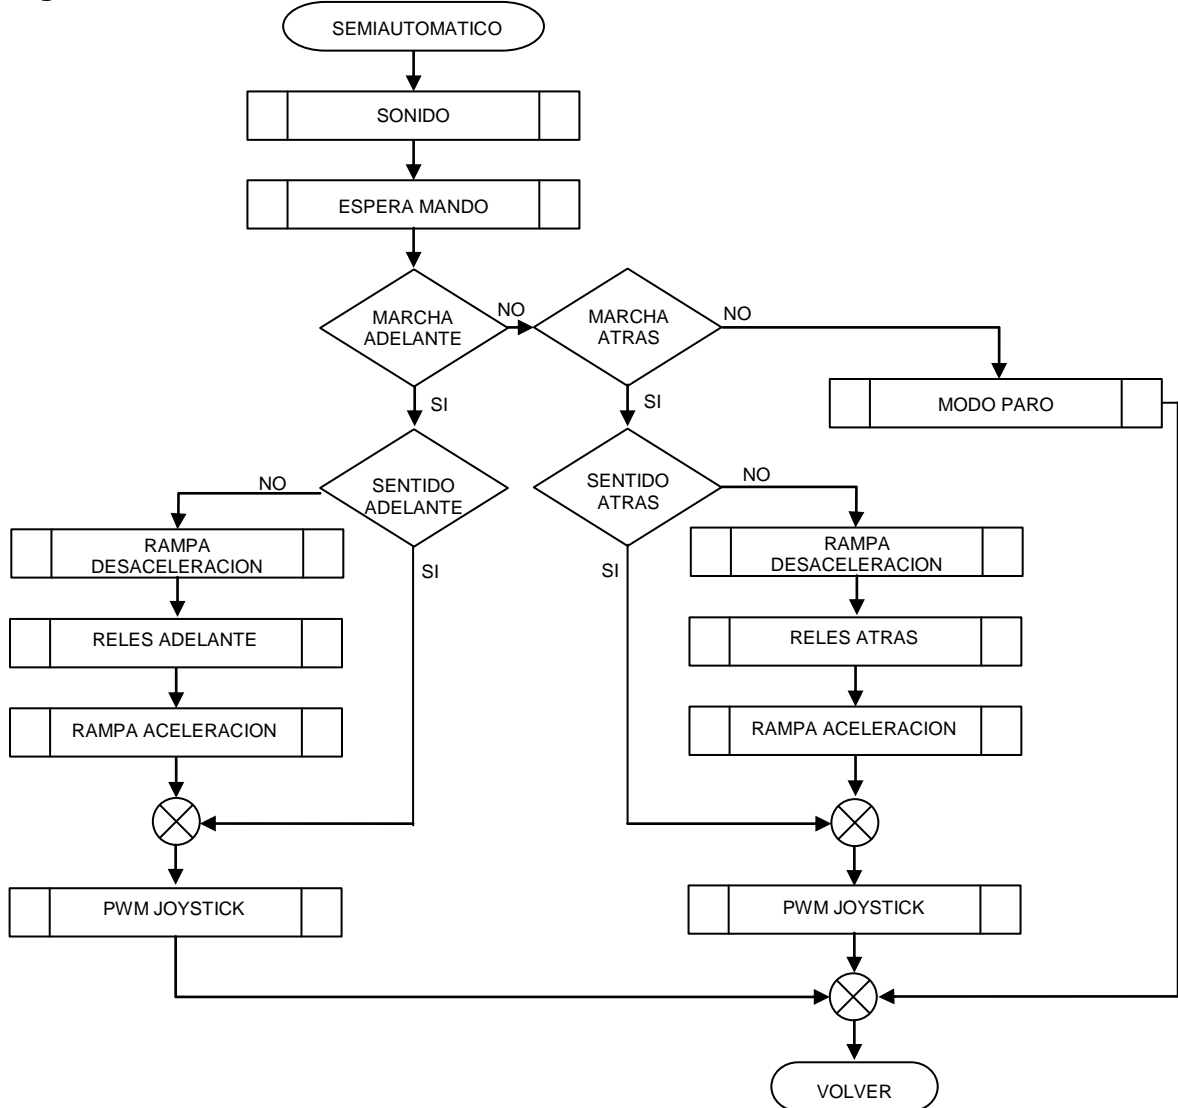 SEMIAUTOMATICO
SONIDO
ESPERA MANDO
MARCHA
ADELANTE
NO
MARCHA
ATRAS
NO
MODO PARO
SI
SI
SENTIDO
ADELANTE
NO
SENTIDO
ATRAS
NO
RAMPA
DESACELERACION
SI
SI
RAMPA
DESACELERACION
RELES ADELANTE
RELES ATRAS
RAMPA ACELERACION
RAMPA ACELERACION
PWM JOYSTICK
PWM JOYSTICK
VOLVER